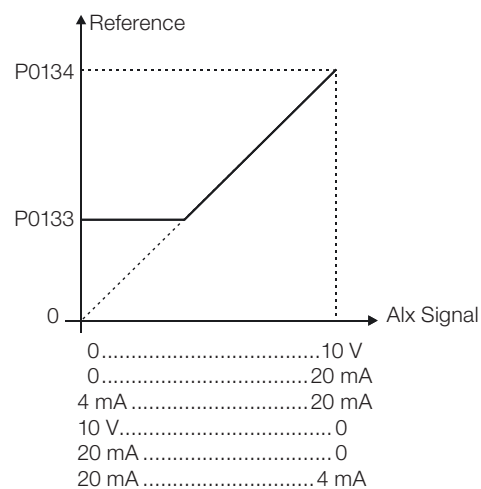 Reference
P0134
P0133
0
AIx Signal
0....................................10 V
0.................................20 mA
4 mA .............................20 mA
10 V...................................0
20 mA ................................0
20 mA .............................4 mA